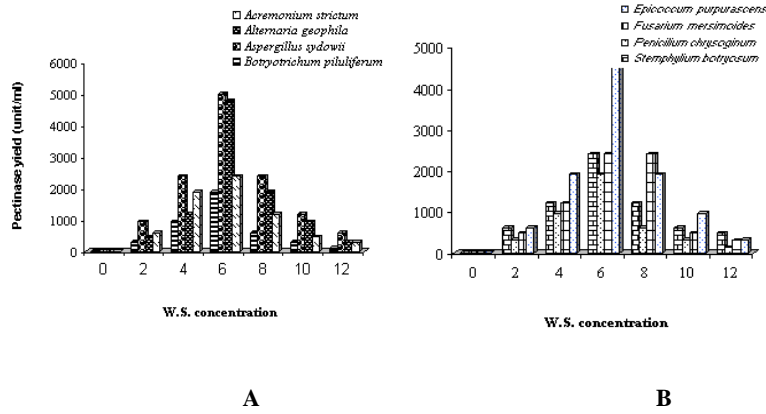 Acremonium strictum
Alternaria geophila
Aspergillus sydowii
Botryotrichum piluliferum
Pectinase yield (unit/ml)
6000
5000
4000
3000
2000
1000
0
0 2 4 6 8 10 12
W.S. concentration
A
Epicoccum purpurascens
Fusarium mersimoides
Penicillium chrysoginum
Stemphylium botryosum
5000
4000
3000
2000
1000
0
0 2 4 6 8 10 12
W.S. concentration
B